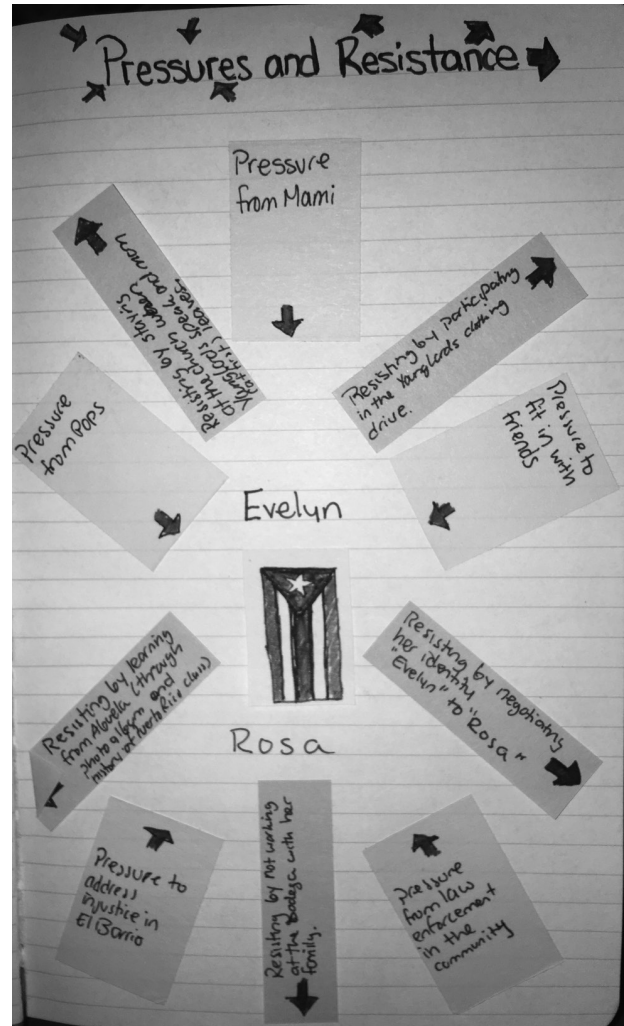 Pressures and Resistance
Pressure
from Mami
Resisting by staying
at the church when
Young Lords speak and mom
(at first) leaves
Resisting by participating
in the Young Lords clothing
drive.
Pressure
from Pops
Pressure to
fit in with
friends
Evelyn
Rosa
Resisting by learning
from Abuela (through
photo album and
history of Puerto Rico class)
Resisting by negotiating
her identity
"Evelyn" to "Rosa"
Pressure to
address
injustice in
El Barrio
Resisting by not working
at the bodega with her
family.
Pressure
from law
enforcement
in the
community